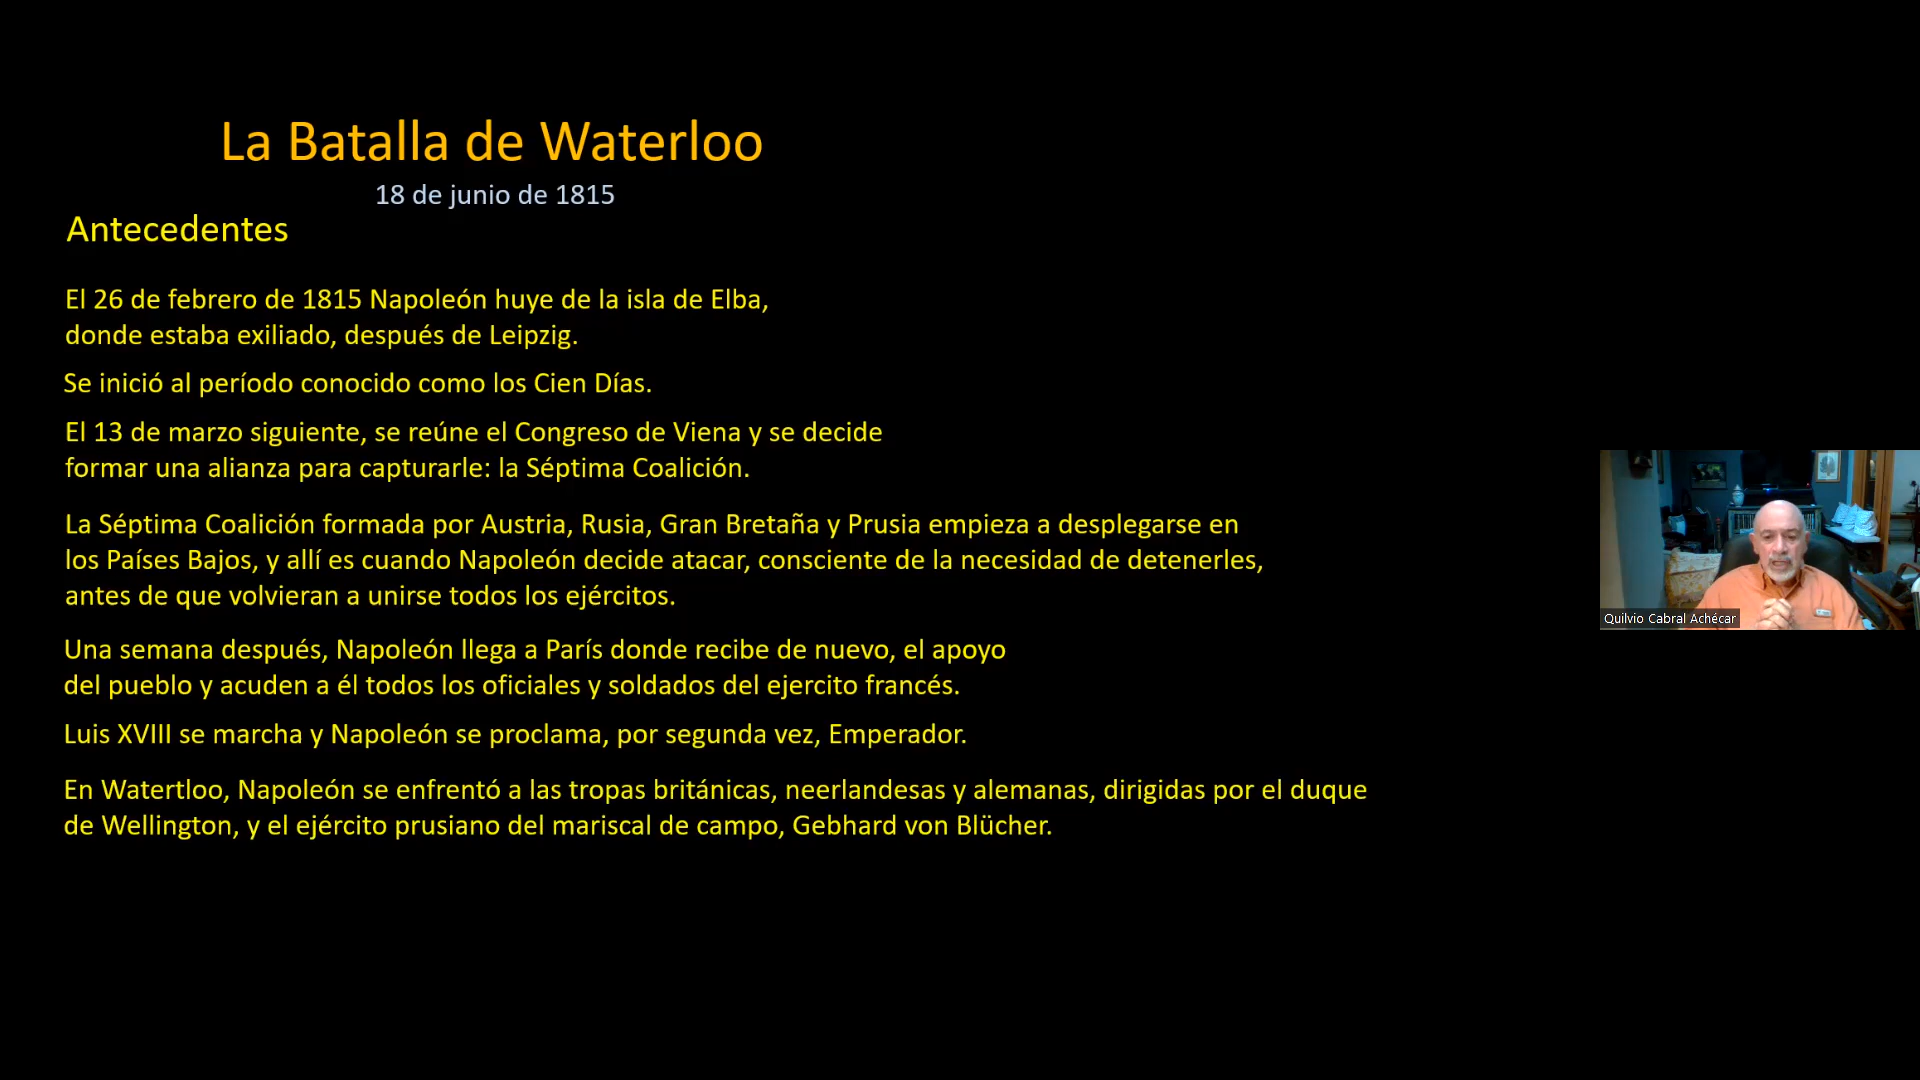 La Batalla de Waterloo
18 de junio de 1815
Antecedentes
El 26 de febrero de 1815 Napoleón huye de la isla de Elba,
donde estaba exiliado, después de Leipzig.
Se inició al período conocido como los Cien Días.
El 13 de marzo siguiente, se reúne el Congreso de Viena y se decide
formar una alianza para capturarle: la Séptima Coalición.
La Séptima Coalición formada por Austria, Rusia, Gran Bretaña y Prusia empieza a desplegarse en
los Países Bajos, y allí es cuando Napoleón decide atacar, consciente de la necesidad de detenerles,
antes de que volvieran a unirse todos los ejércitos.
Una semana después, Napoleón llega a París donde recibe de nuevo, el apoyo
del pueblo y acuden a él todos los oficiales y soldados del ejercito francés.
Luis XVIII se marcha y Napoleón se proclama, por segunda vez, Emperador.
En Watertloo, Napoleón se enfrentó a las tropas británicas, neerlandesas y alemanas, dirigidas por el duque
de Wellington, y el ejército prusiano del mariscal de campo, Gebhard von Blücher.
Quilvio Cabral Achécar